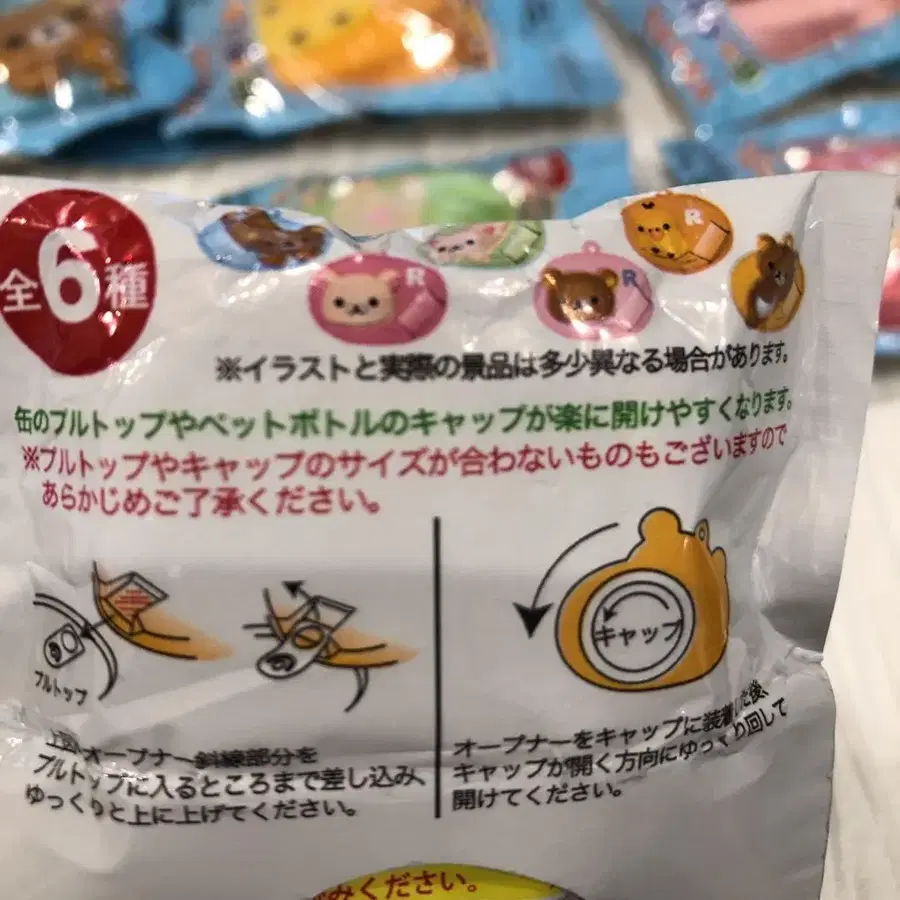 全6種
R
R
R
※イラストと実際の景品は多少異なる場合があります。
缶のプルトップやペットボトルのキャップが楽に開けやすくなります。
※プルトップやキャップのサイズが合わないものもございますので
あらかじめご了承ください。
プルトップ
オープナー斜線部分を
プルトップに入るところまで差し込み、
ゆっくりと上に上げてください。
キャップ
オープナーをキャップに装着した後、
キャップが開く方向にゆっくり回して
開けてください。
みください。